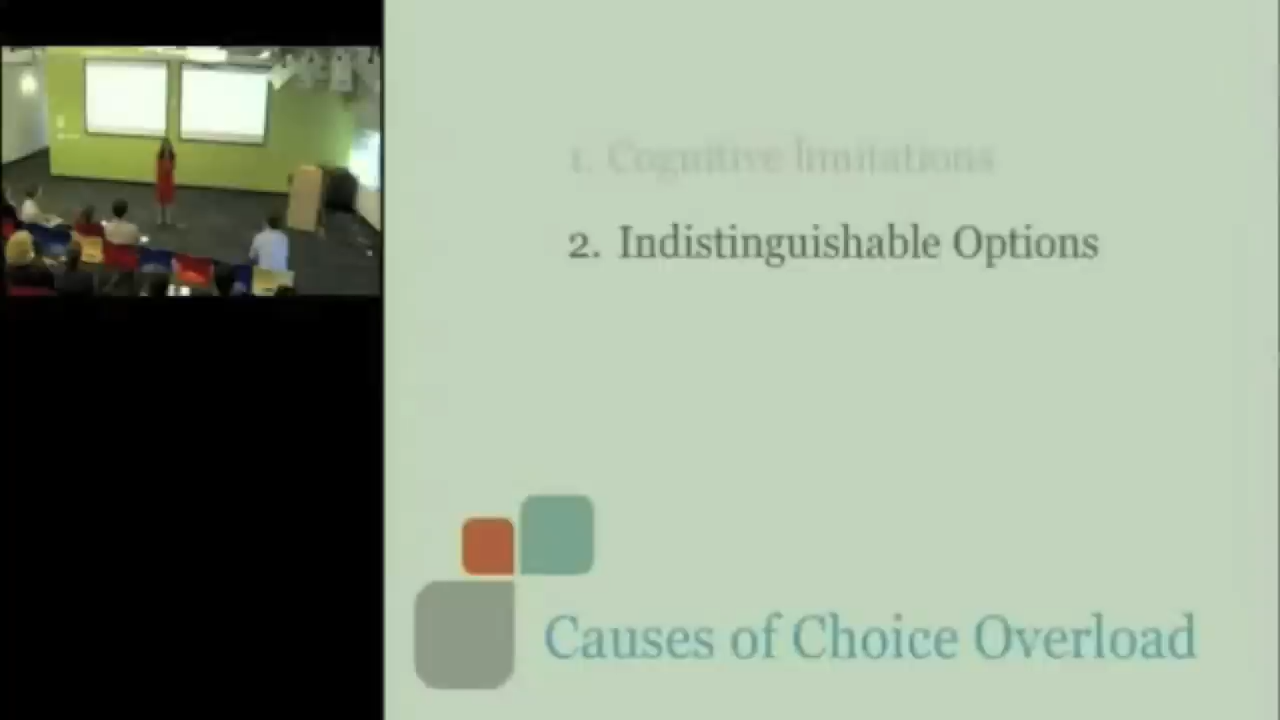 1. Cognitive limitations
2. Indistinguishable Options
Causes of Choice Overload